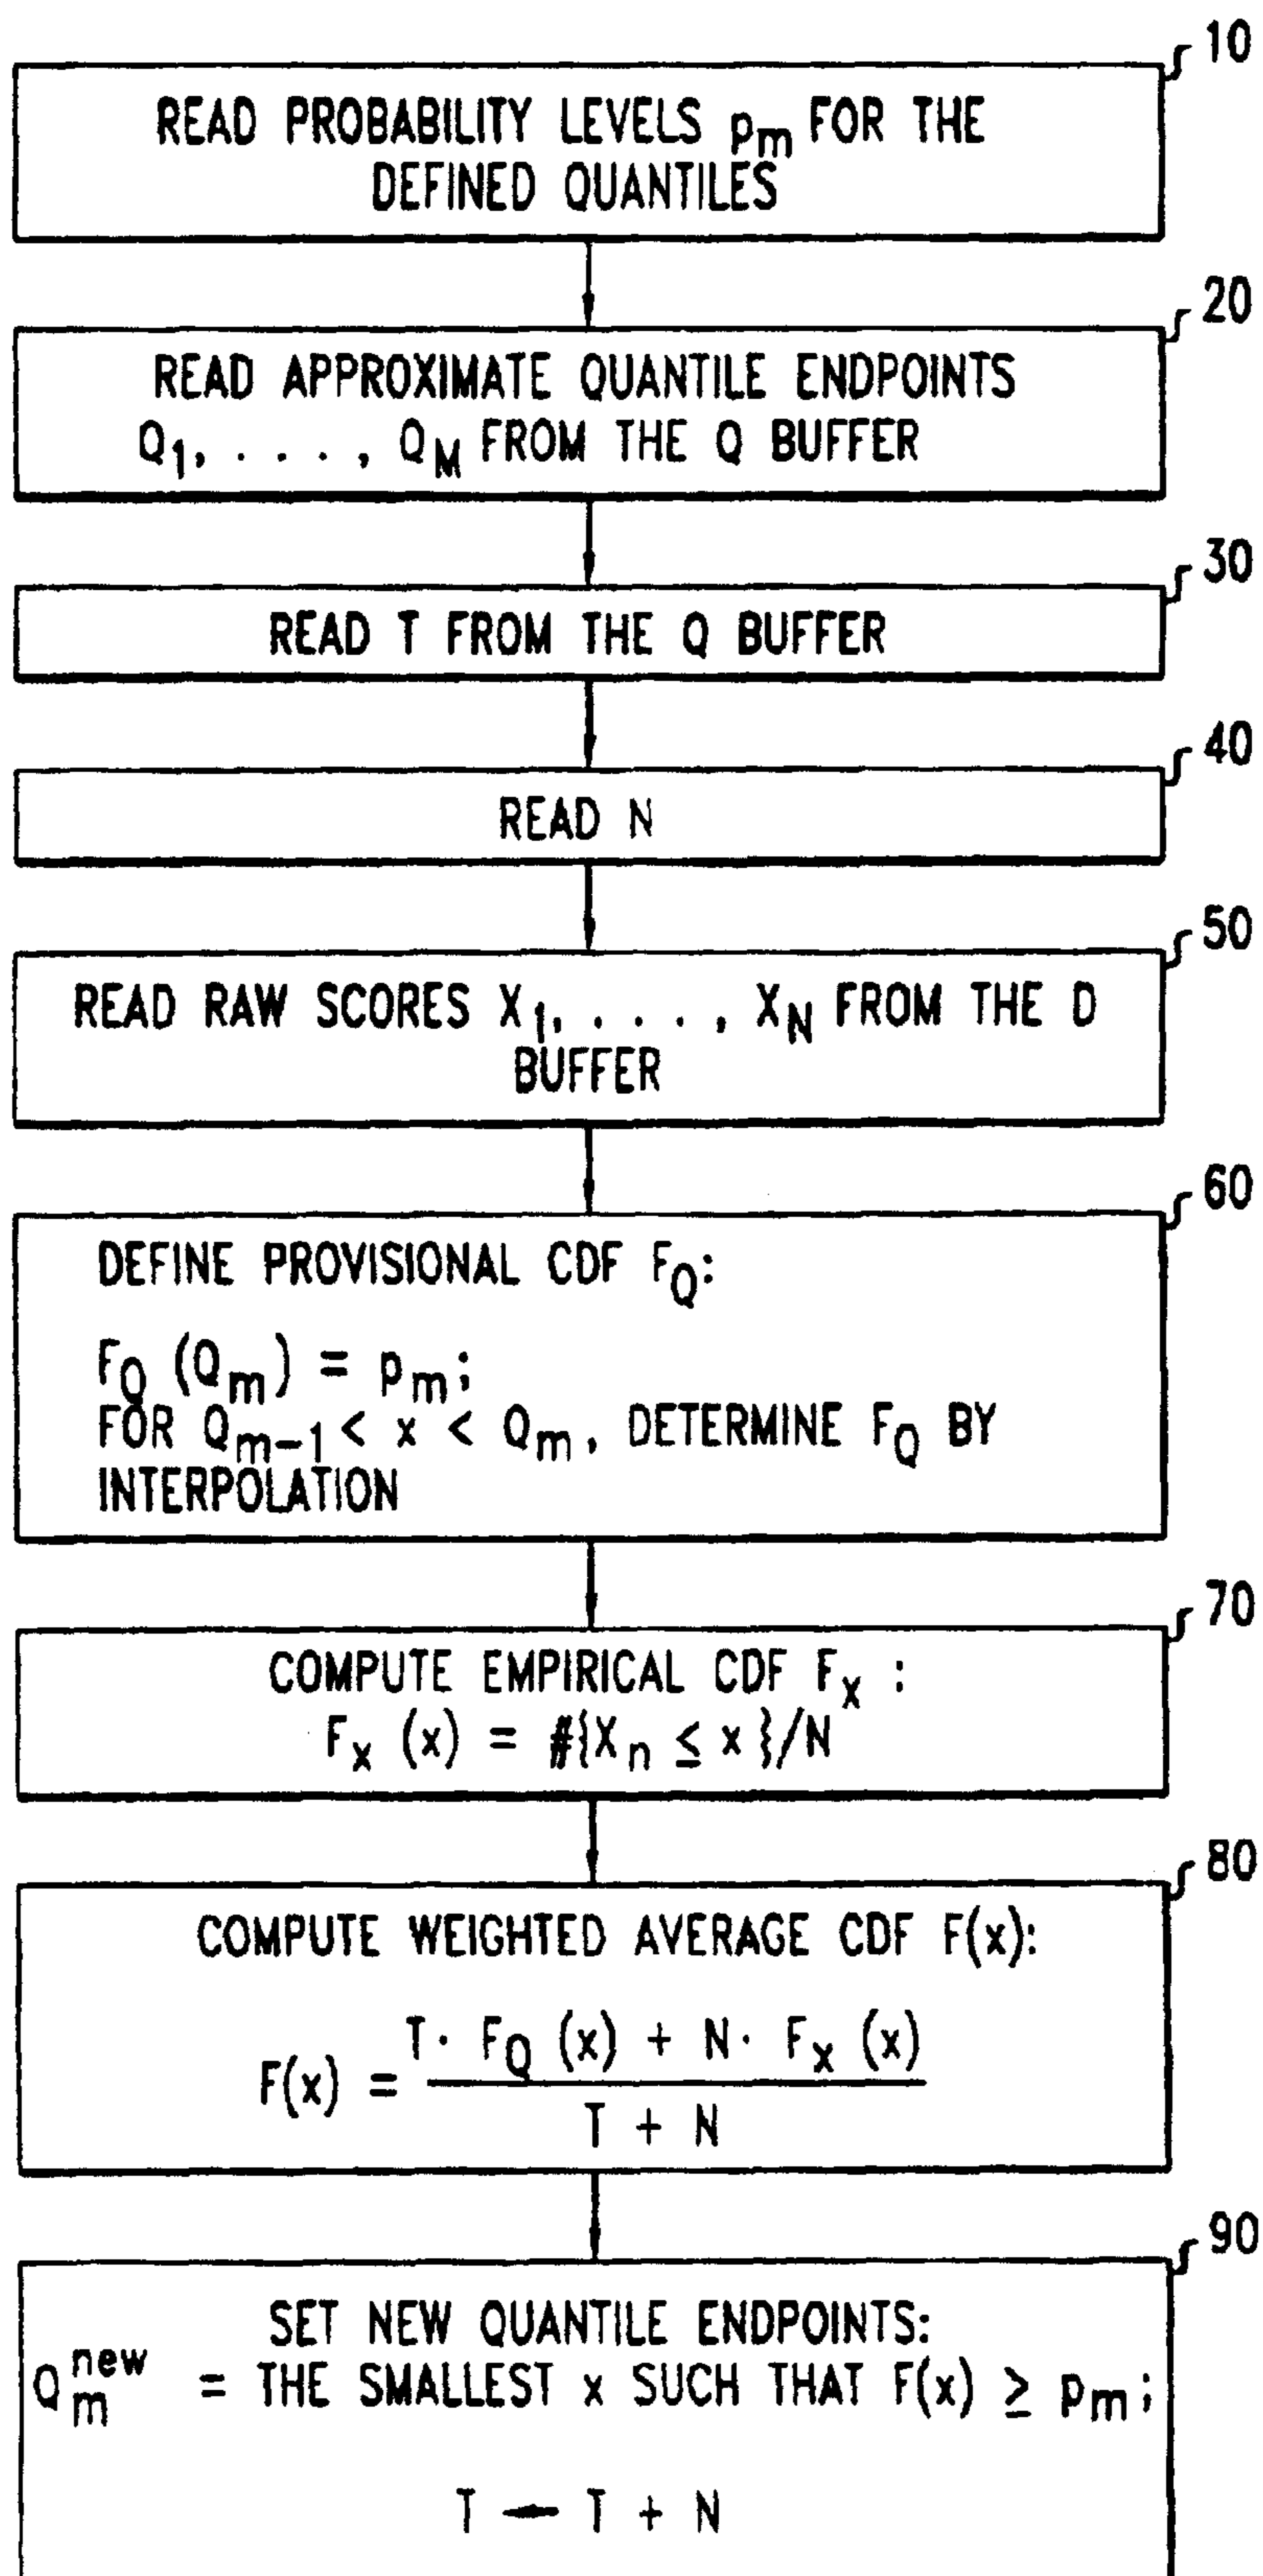 10
READ PROBABILITY LEVELS pm FOR THE
DEFINED QUANTILES
20
READ APPROXIMATE QUANTILE ENDPOINTS
Q1, . . . . , QM FROM THE Q BUFFER
30
READ T FROM THE Q BUFFER
40
READ N
50
READ RAW SCORES X1, . . . . , XN FROM THE D
BUFFER
60
DEFINE PROVISIONAL CDF FQ:
FQ (Qm) = pm;
FOR Qm-1 < x < Qm, DETERMINE FQ BY
INTERPOLATION
70
COMPUTE EMPIRICAL CDF Fx :
Fx (x) = #{Xn ≤ x}/N
80
COMPUTE WEIGHTED AVERAGE CDF F(x):
T· FQ (x) + N· Fx (x)
F(x) =
T + N
90
SET NEW QUANTILE ENDPOINTS:
Qm^new = THE SMALLEST x SUCH THAT F(x) ≥ pm;
T ← T + N